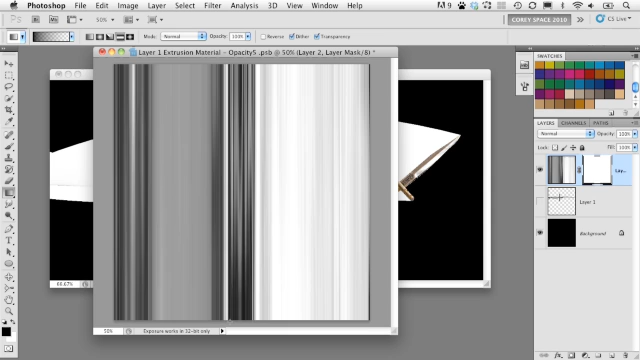 Photoshop File Edit Image Layer Select Filter Analysis 3D View Window Help
Ps 50% COREY SPACE 2010 CS Live
Mode: Normal Opacity: 100% Reverse Dither Transparency
Layer 1 Extrusion Material – Opacity5 .psb @ 50% (Layer 2, Layer Mask/8) *
SWATCHES
LAYERS CHANNELS PATHS
Normal Opacity: 100%
Lock: Fill: 100%
Lay...
Layer 1
Background
66.67%
50% Exposure works in 32-bit only
fx